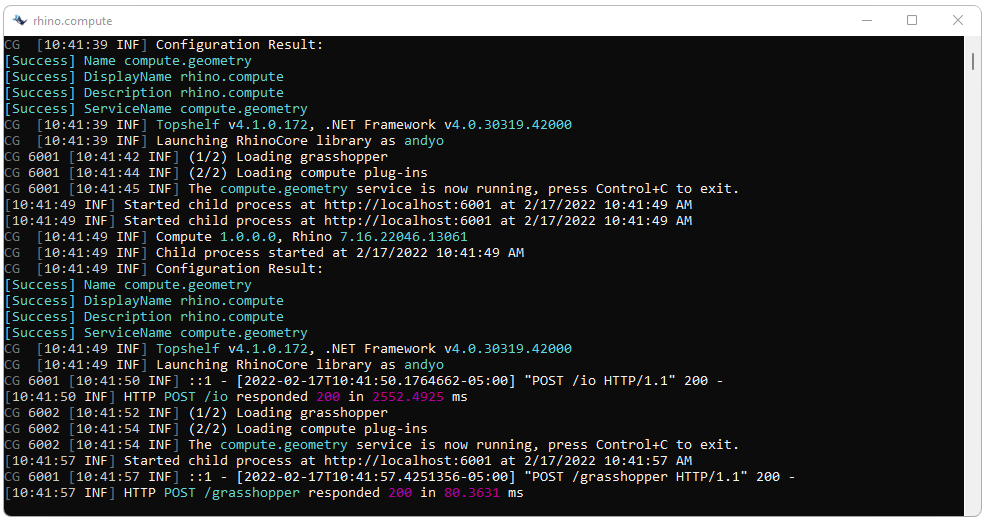 rhino.compute
CG  [10:41:39 INF] Configuration Result:
[Success] Name compute.geometry
[Success] DisplayName rhino.compute
[Success] Description rhino.compute
[Success] ServiceName compute.geometry
CG  [10:41:39 INF] Topshelf v4.1.0.172, .NET Framework v4.0.30319.42000
CG  [10:41:39 INF] Launching RhinoCore library as andyo
CG 6001 [10:41:42 INF] (1/2) Loading grasshopper
CG 6001 [10:41:44 INF] (2/2) Loading compute plug-ins
CG 6001 [10:41:45 INF] The compute.geometry service is now running, press Control+C to exit.
[10:41:49 INF] Started child process at http://localhost:6001 at 2/17/2022 10:41:49 AM
[10:41:49 INF] Started child process at http://localhost:6001 at 2/17/2022 10:41:49 AM
CG  [10:41:49 INF] Compute 1.0.0.0, Rhino 7.16.22046.13061
CG  [10:41:49 INF] Child process started at 2/17/2022 10:41:49 AM
CG  [10:41:49 INF] Configuration Result:
[Success] Name compute.geometry
[Success] DisplayName rhino.compute
[Success] Description rhino.compute
[Success] ServiceName compute.geometry
CG  [10:41:49 INF] Topshelf v4.1.0.172, .NET Framework v4.0.30319.42000
CG  [10:41:49 INF] Launching RhinoCore library as andyo
CG 6001 [10:41:50 INF] ::1 - [2022-02-17T10:41:50.1764662-05:00] "POST /io HTTP/1.1" 200 -
[10:41:50 INF] HTTP POST /io responded 200 in 2552.4925 ms
CG 6002 [10:41:52 INF] (1/2) Loading grasshopper
CG 6002 [10:41:54 INF] (2/2) Loading compute plug-ins
CG 6002 [10:41:54 INF] The compute.geometry service is now running, press Control+C to exit.
[10:41:57 INF] Started child process at http://localhost:6001 at 2/17/2022 10:41:57 AM
CG 6001 [10:41:57 INF] ::1 - [2022-02-17T10:41:57.4251356-05:00] "POST /grasshopper HTTP/1.1" 200 -
[10:41:57 INF] HTTP POST /grasshopper responded 200 in 80.3631 ms